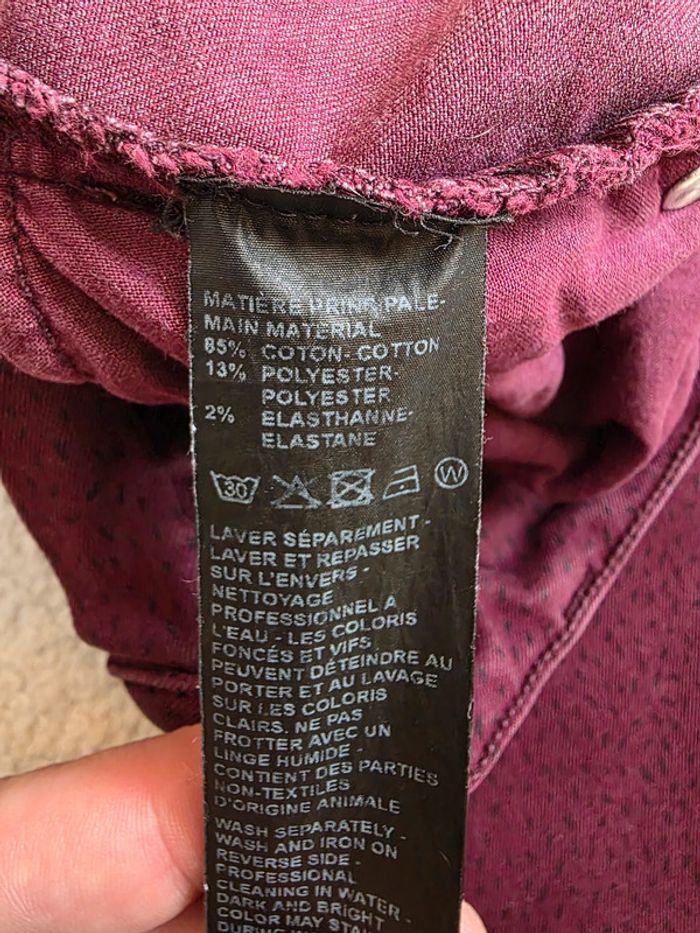 MATIÈRE PRINCIPALE-
MAIN MATERIAL
85% COTON- COTTON
13% POLYESTER-
POLYESTER
2% ELASTHANNE-
ELASTANE
30 W
LAVER SÉPAREMENT -
LAVER ET REPASSER
SUR L'ENVERS -
NETTOYAGE
PROFESSIONNEL A
L'EAU - LES COLORIS
FONCÉS ET VIFS
PEUVENT DÉTEINDRE AU
PORTER ET AU LAVAGE
SUR LES COLORIS
CLAIRS. NE PAS
FROTTER AVEC UN
LINGE HUMIDE -
CONTIENT DES PARTIES
NON-TEXTILES
D'ORIGINE ANIMALE
WASH SEPARATELY -
WASH AND IRON ON
REVERSE SIDE -
PROFESSIONAL
CLEANING IN WATER -
DARK AND BRIGHT
COLOR MAY STAIN